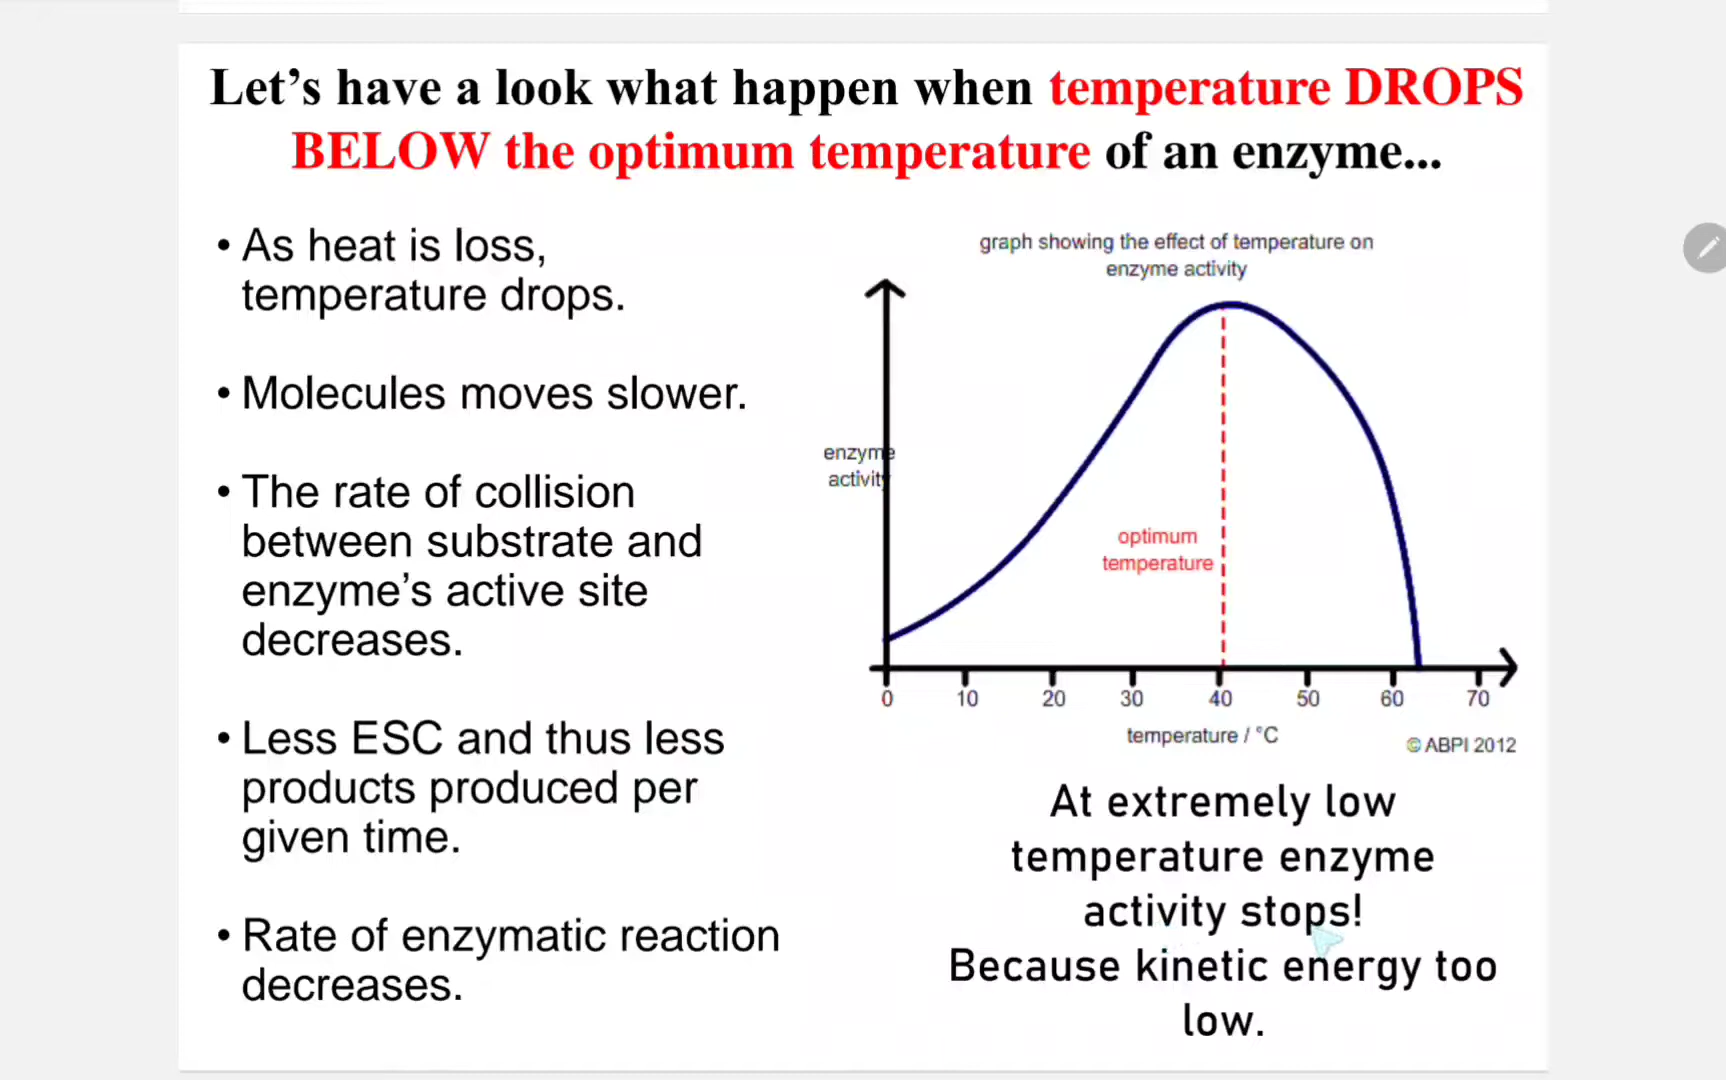 Let’s have a look what happen when temperature DROPS
BELOW the optimum temperature of an enzyme...
• As heat is loss,
temperature drops.
• Molecules moves slower.
• The rate of collision
between substrate and
enzyme’s active site
decreases.
• Less ESC and thus less
products produced per
given time.
• Rate of enzymatic reaction
decreases.
graph showing the effect of temperature on
enzyme activity
enzyme
activity
optimum
temperature
0 10 20 30 40 50 60 70
temperature / °C
© ABPI 2012
At extremely low
temperature enzyme
activity stops!
Because kinetic energy too
low.